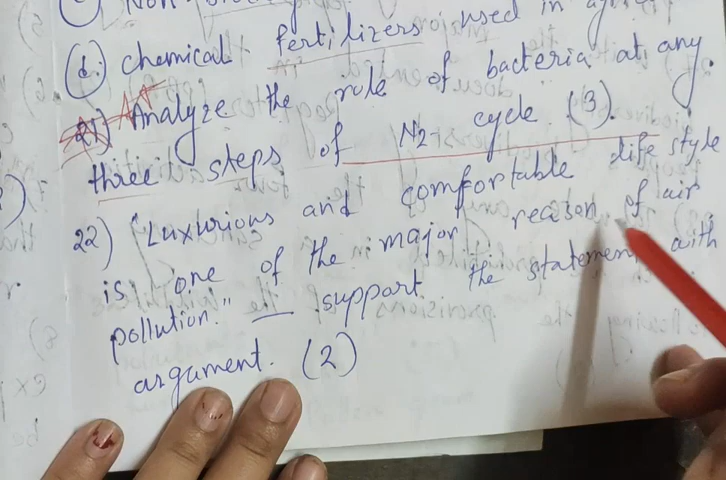 c) Non-
d. chemical fertilizers used in
21) Analyze the role of bacteria at any.
three steps of N2 cycle. (3).
22) "Luxurious and comfortable life style
is one of the major reason of air
pollution." — support the statement with
argument. (2)